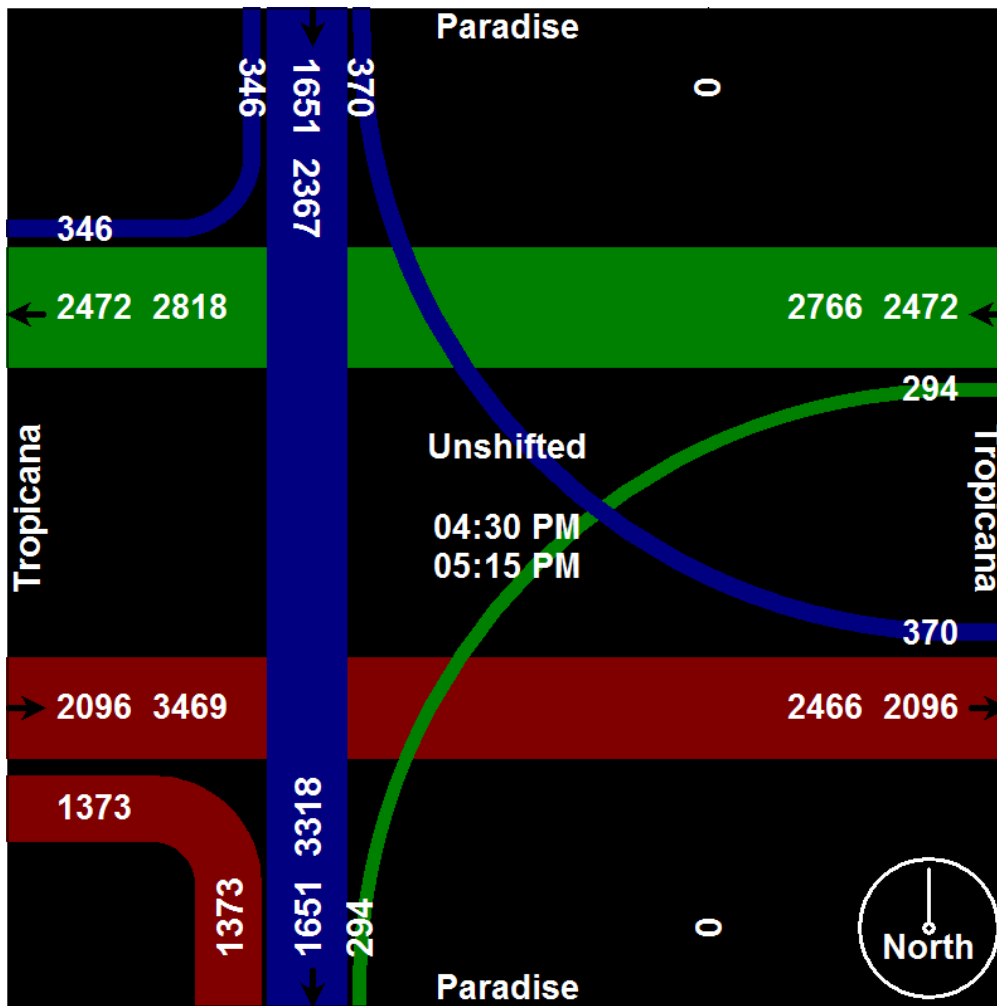 Paradise
346
1651 2367
370
0
346
2472 2818
2766 2472
294
Tropicana
Unshifted
Tropicana
04:30 PM
05:15 PM
370
2096 3469
2466 2096
1373
1373
1651 3318
294
0
North
Paradise